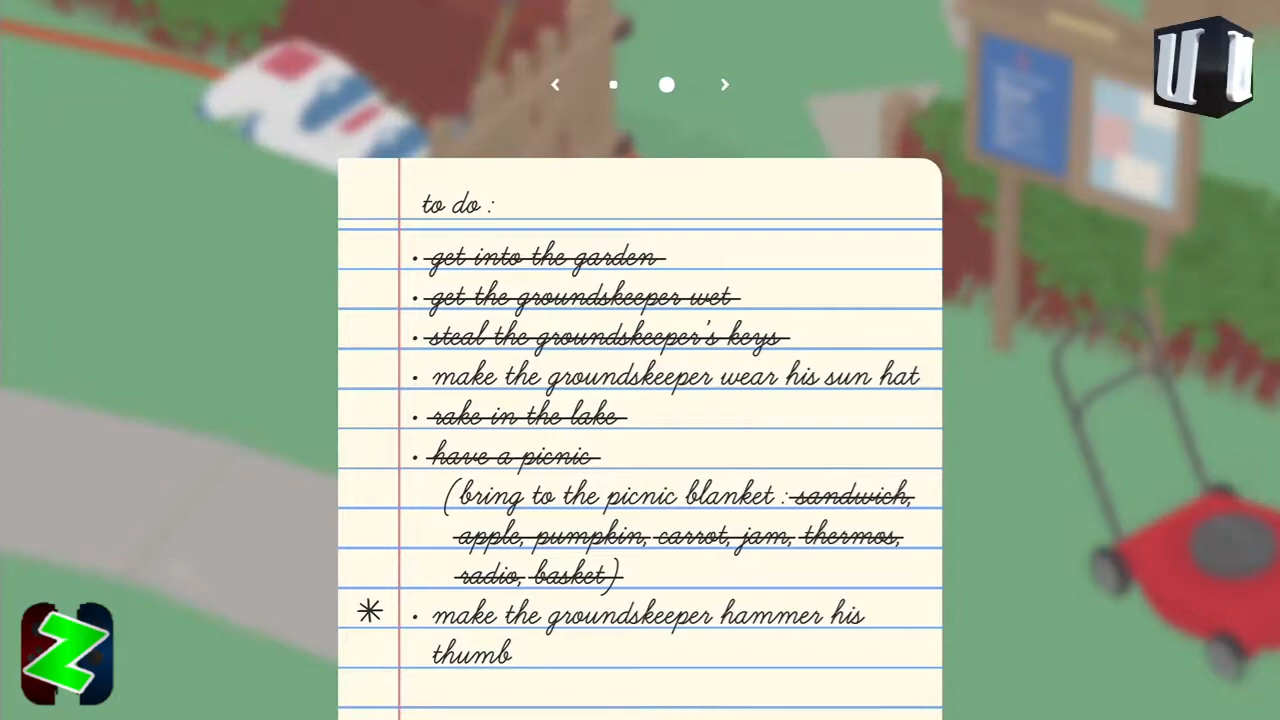 to do :
• get into the garden
• get the groundskeeper wet
• steal the groundskeeper's keys
• make the groundskeeper wear his sun hat
• rake in the lake
• have a picnic
(bring to the picnic blanket : sandwich,
apple, pumpkin, carrot, jam, thermos,
radio, basket)
* • make the groundskeeper hammer his
thumb
Z